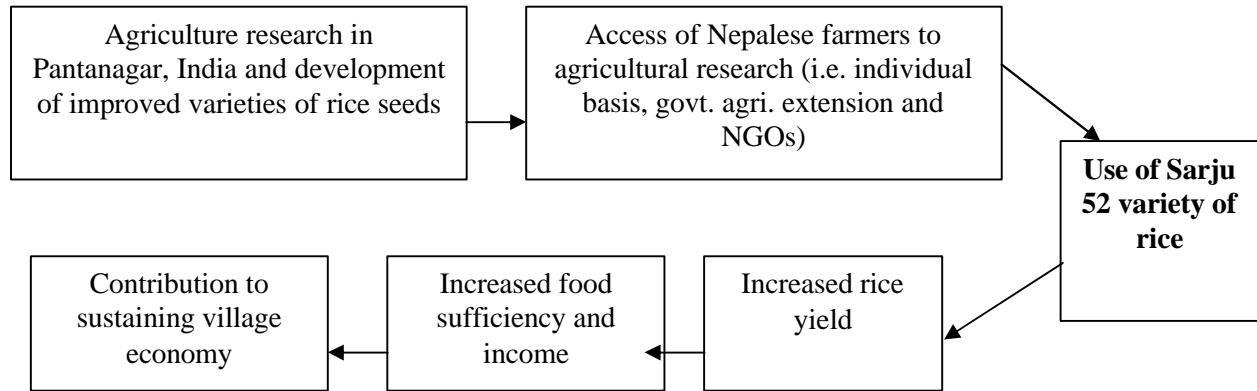 Agriculture research in
Pantanagar, India and development
of improved varieties of rice seeds
Access of Nepalese farmers to
agricultural research (i.e. individual
basis, govt. agri. extension and
NGOs)
Use of Sarju
52 variety of
rice
Increased rice
yield
Increased food
sufficiency and
income
Contribution to
sustaining village
economy